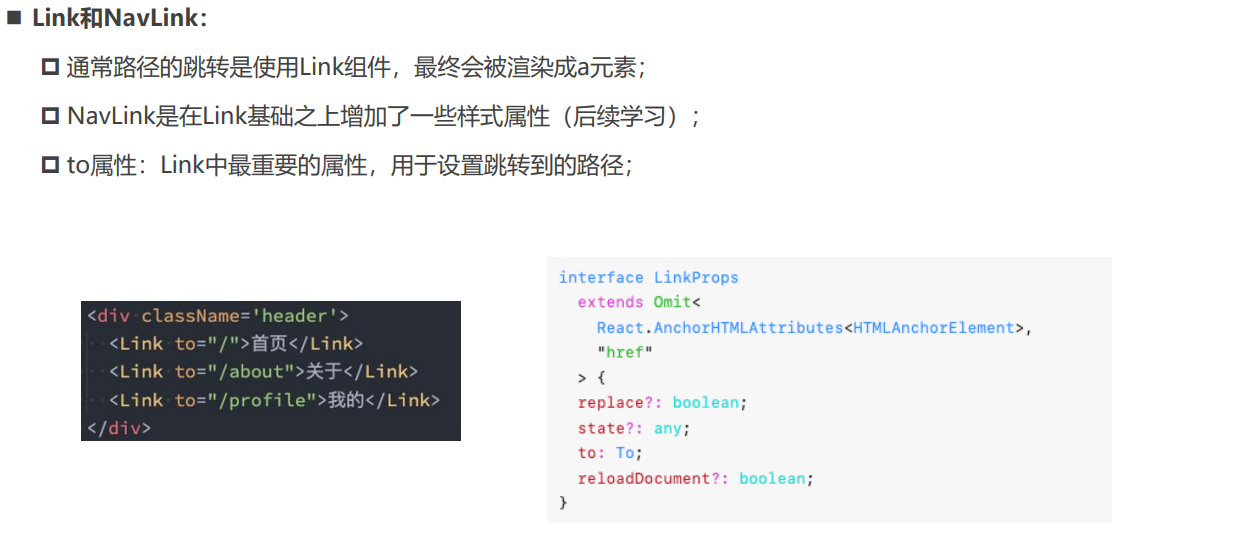 Link和NavLink：
通常路径的跳转是使用Link组件，最终会被渲染成a元素；
NavLink是在Link基础之上增加了一些样式属性（后续学习）；
to属性：Link中最重要的属性，用于设置跳转到的路径；
<div className='header'>
  <Link to="/">首页</Link>
  <Link to="/about">关于</Link>
  <Link to="/profile">我的</Link>
</div>
interface LinkProps
  extends Omit<
    React.AnchorHTMLAttributes<HTMLAnchorElement>,
    "href"
  > {
  replace?: boolean;
  state?: any;
  to: To;
  reloadDocument?: boolean;
}